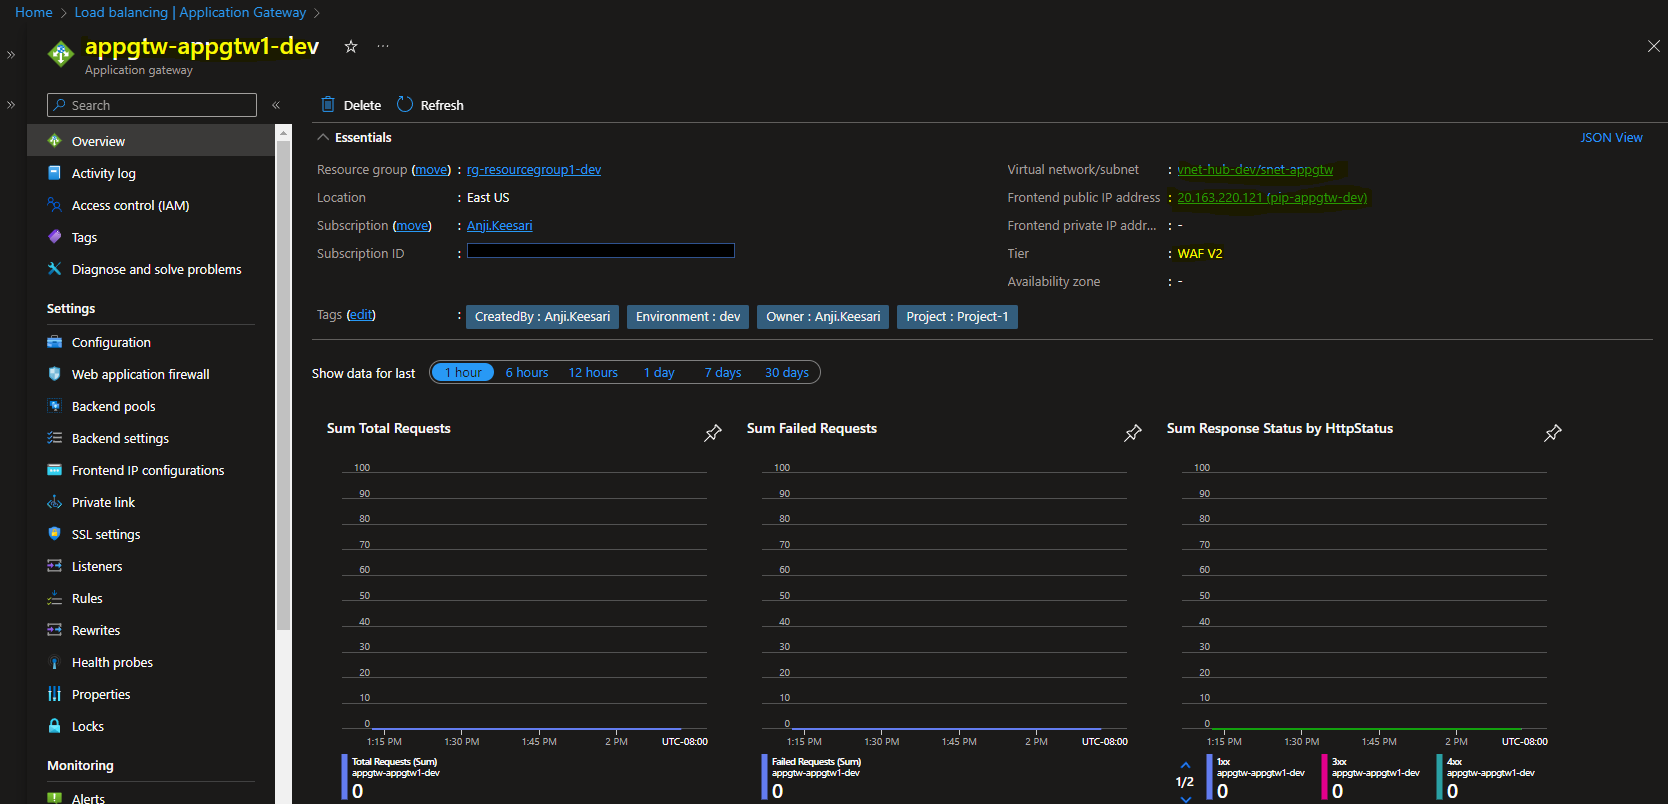 Home > Load balancing | Application Gateway >
appgtw-appgtw1-dev
Application gateway
Search
Overview
Activity log
Access control (IAM)
Tags
Diagnose and solve problems
Settings
Configuration
Web application firewall
Backend pools
Backend settings
Frontend IP configurations
Private link
SSL settings
Listeners
Rules
Rewrites
Health probes
Properties
Locks
Monitoring
Alerts
Delete Refresh
Essentials
JSON View
Resource group (move) : rg-resourcegroup1-dev
Location : East US
Subscription (move) : Anji.Keesari
Subscription ID :
Virtual network/subnet : vnet-hub-dev/snet-appgtw
Frontend public IP address : 20.163.220.121 (pip-appgtw-dev)
Frontend private IP addr... : -
Tier : WAF V2
Availability zone : -
Tags (edit) : CreatedBy : Anji.Keesari Environment : dev Owner : Anji.Keesari Project : Project-1
Show data for last 1 hour 6 hours 12 hours 1 day 7 days 30 days
Sum Total Requests
100
90
80
70
60
50
40
30
20
10
0
1:15 PM 1:30 PM 1:45 PM 2 PM UTC-08:00
Total Requests (Sum)
appgtw-appgtw1-dev
0
Sum Failed Requests
100
90
80
70
60
50
40
30
20
10
0
1:15 PM 1:30 PM 1:45 PM 2 PM UTC-08:00
Failed Requests (Sum)
appgtw-appgtw1-dev
0
Sum Response Status by HttpStatus
100
90
80
70
60
50
40
30
20
10
0
1:15 PM 1:30 PM 1:45 PM 2 PM UTC-08:00
1/2
1xx
appgtw-appgtw1-dev
0
3xx
appgtw-appgtw1-dev
0
4xx
appgtw-appgtw1-dev
0